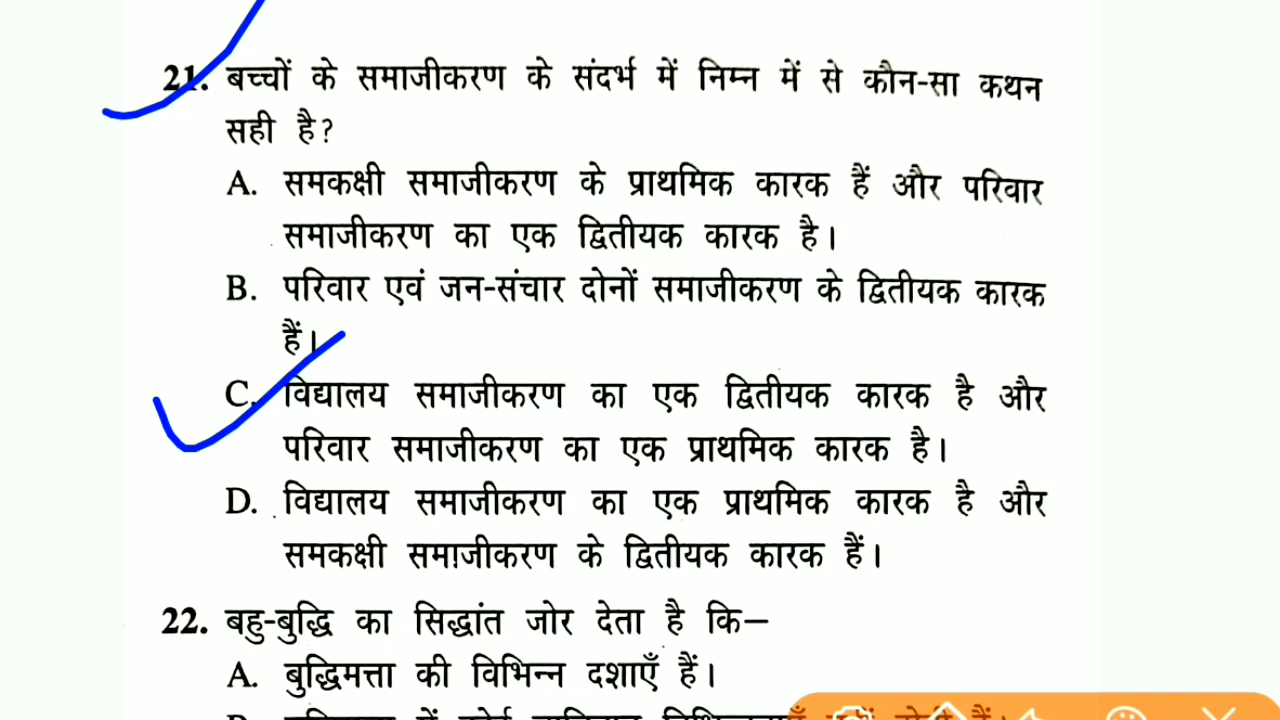 21. बच्चों के समाजीकरण के संदर्भ में निम्न में से कौन-सा कथन
सही है?
A. समकक्षी समाजीकरण के प्राथमिक कारक हैं और परिवार
समाजीकरण का एक द्वितीयक कारक है।
B. परिवार एवं जन-संचार दोनों समाजीकरण के द्वितीयक कारक
हैं।
C. विद्यालय समाजीकरण का एक द्वितीयक कारक है और
परिवार समाजीकरण का एक प्राथमिक कारक है।
D. विद्यालय समाजीकरण का एक प्राथमिक कारक है और
समकक्षी समाजीकरण के द्वितीयक कारक हैं।
22. बहु-बुद्धि का सिद्धांत जोर देता है कि–
A. बुद्धिमत्ता की विभिन्न दशाएँ हैं।